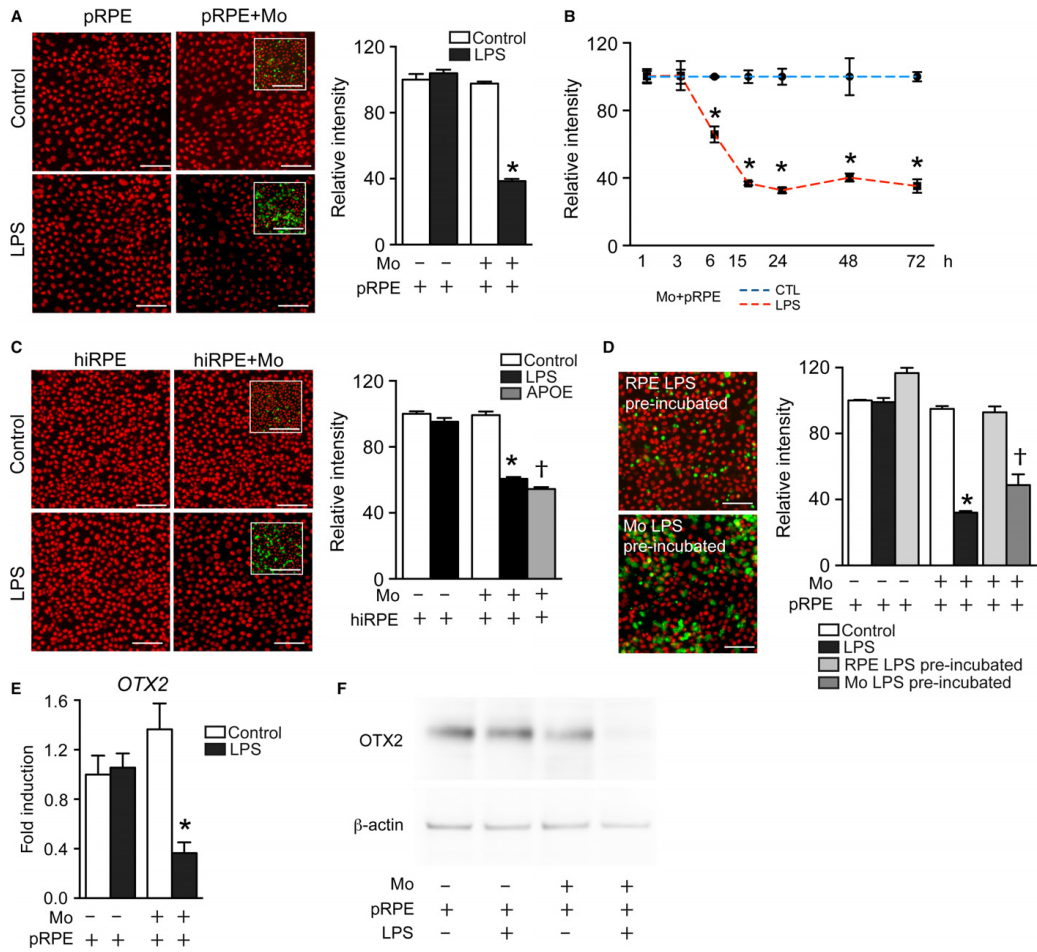 A
pRPE
pRPE+Mo
Control
LPS
Control
LPS
Relative intensity
120
80
40
0
*
Mo – – + +
pRPE + + + +
B
Relative intensity
120
80
40
0
* * * * *
1 3 6 15 24 48 72 h
Mo+pRPE
CTL
LPS
C
hiRPE
hiRPE+Mo
Control
LPS
Control
LPS
APOE
Relative intensity
120
80
40
0
* †
Mo – – + + +
hiRPE + + + + +
D
RPE LPS
pre-incubated
Mo LPS
pre-incubated
Relative intensity
120
80
40
0
* †
Mo – – – + + + +
pRPE + + + + + + +
Control
LPS
RPE LPS pre-incubated
Mo LPS pre-incubated
E
OTX2
Control
LPS
Fold induction
1.6
1.2
0.8
0.4
0.0
*
Mo – – + +
pRPE + + + +
F
OTX2
β-actin
Mo – – + +
pRPE + + + +
LPS – + – +